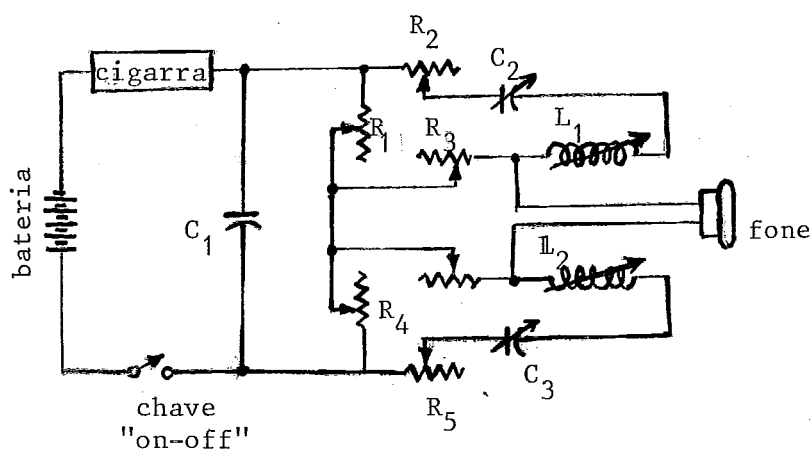 R2
C2
cigarra
R1
R3
L1
bateria
C1
fone
L2
R4
C3
chave
"on-off"
R5